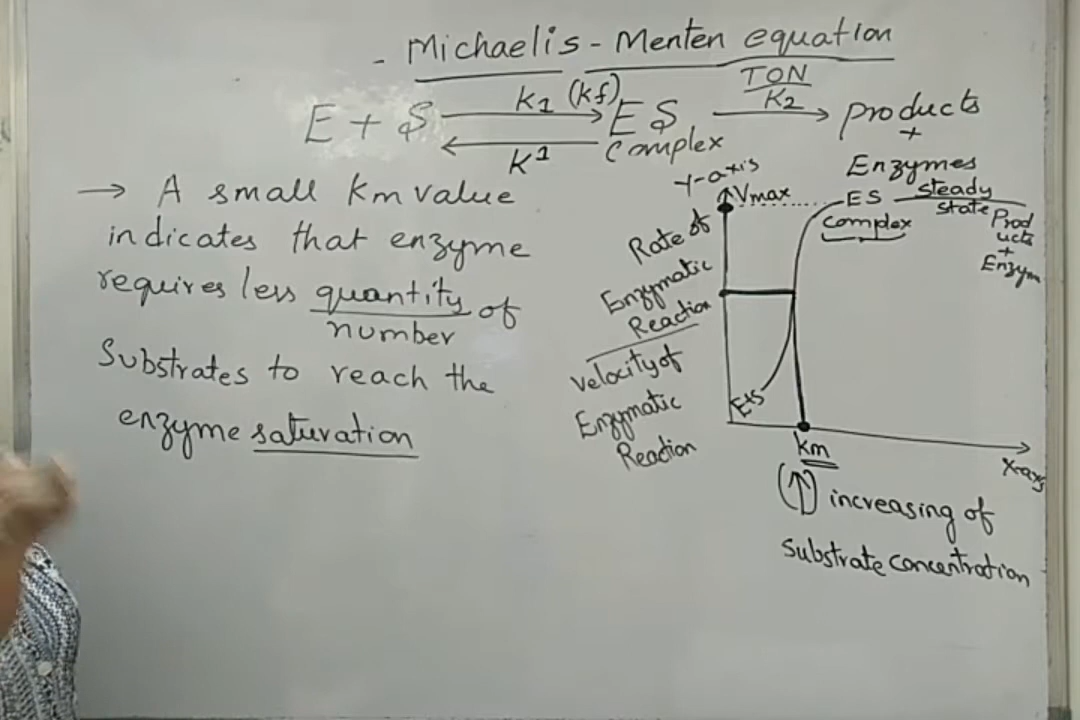 - Michaelis - Menten equation
E + S K1 (Kf) ES TON K2 products
K1 Complex +
Enzymes
→ A small Km value
indicates that enzyme
requires less quantity of
number
Substrates to reach the
enzyme saturation
Y-axis
Vmax
ES steady
Complex state
Products
+
Enzym
Rate of
Enzymatic
Reaction
Velocity of
Enzymatic
Reaction
E+S
Km
X-axis
(↑) increasing of
Substrate concentration